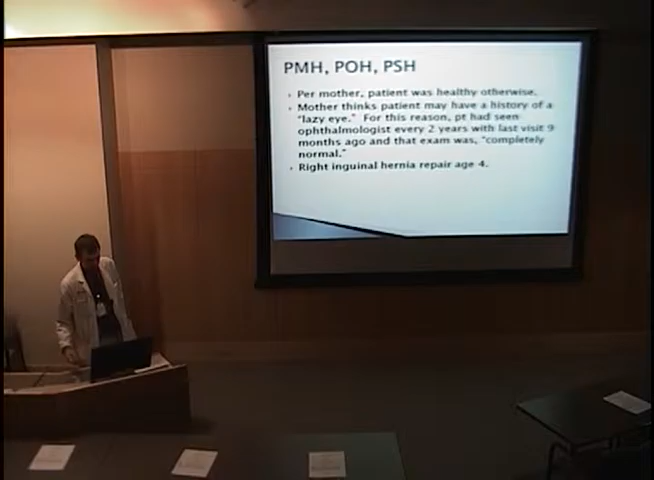 PMH, POH, PSH
Per mother, patient was healthy otherwise.
Mother thinks patient may have a history of a
"lazy eye." For this reason, pt had seen
ophthalmologist every 2 years with last visit 9
months ago and that exam was, "completely
normal."
Right inguinal hernia repair age 4.